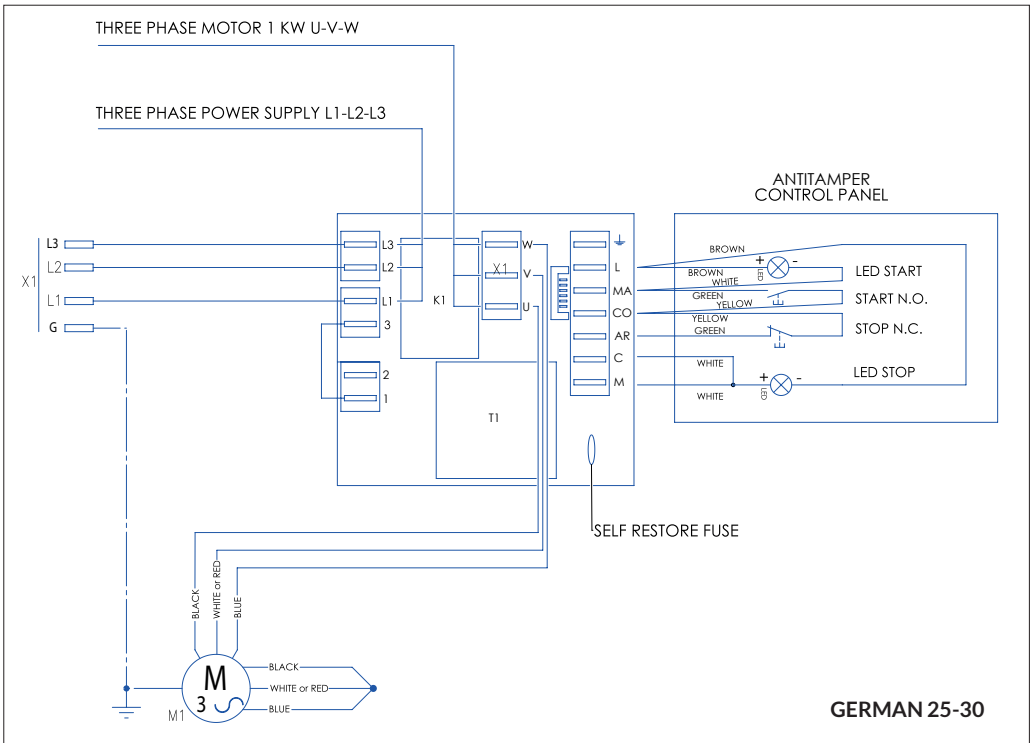 THREE PHASE MOTOR 1 KW U-V-W
THREE PHASE POWER SUPPLY L1-L2-L3
ANTITAMPER
CONTROL PANEL
X1
L3
L2
L1
G
L3
L2
L1
3
2
1
K1
X1
W
V
U
T1
L
MA
CO
AR
C
M
BROWN
BROWN
WHITE
GREEN
YELLOW
YELLOW
GREEN
WHITE
WHITE
+
-
LED
LED START
START N.O.
STOP N.C.
LED STOP
+
-
LED
SELF RESTORE FUSE
BLACK
WHITE or RED
BLUE
M
3
M1
BLACK
WHITE or RED
BLUE
GERMAN 25-30